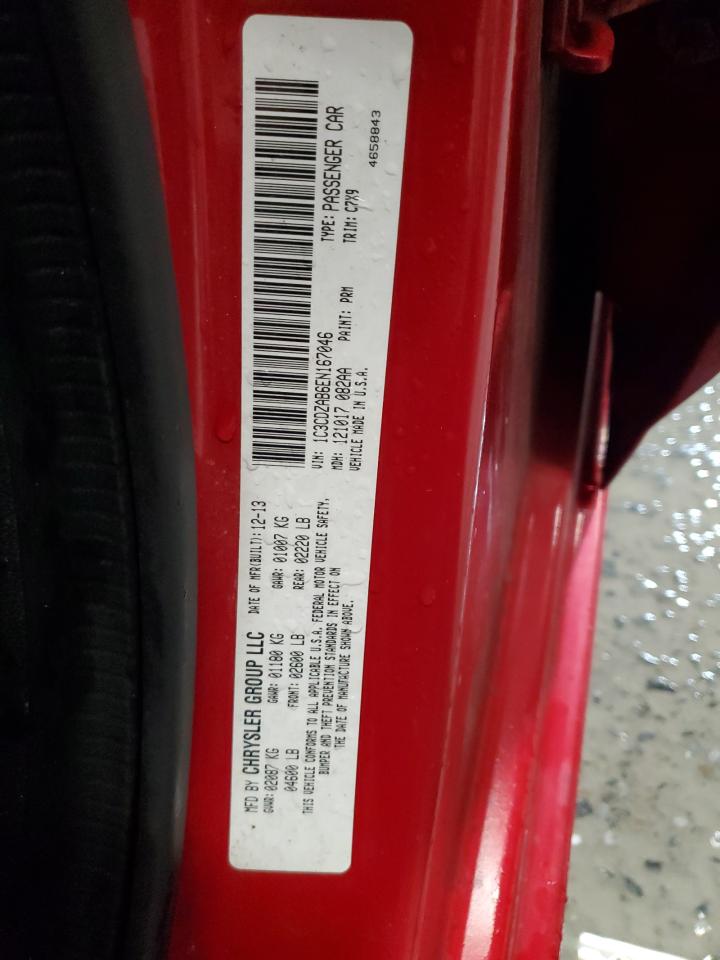 MFD BY CHRYSLER GROUP LLC DATE OF MFR(BUILT): 12-13
GVWR: 02087 KG GAWR: 01180 KG GAWR: 01007 KG
04600 LB FRONT: 02600 LB REAR: 02220 LB
THIS VEHICLE CONFORMS TO ALL APPLICABLE U.S.A. FEDERAL MOTOR VEHICLE SAFETY,
BUMPER AND THEFT PREVENTION STANDARDS IN EFFECT ON
THE DATE OF MANUFACTURE SHOWN ABOVE.
VIN: 1C3CDZAB6EN167046 TYPE: PASSENGER CAR
MDH: 121017 082AA PAINT: PRM TRIM: C7X9
VEHICLE MADE IN U.S.A.
4658843